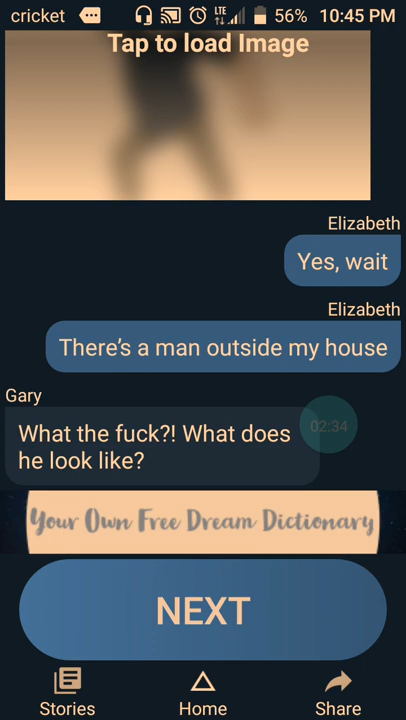 cricket LTE 56% 10:45 PM
Tap to load Image
Elizabeth
Yes, wait
Elizabeth
There’s a man outside my house
Gary
What the fuck?! What does
he look like?
02:34
Your Own Free Dream Dictionary
NEXT
Stories Home Share